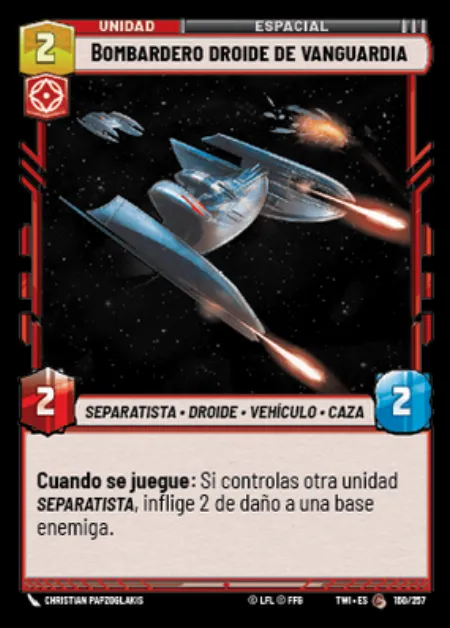 UNIDAD
ESPACIAL
2
BOMBARDERO DROIDE DE VANGUARDIA
2
SEPARATISTA • DROIDE • VEHÍCULO • CAZA
2
Cuando se juegue: Si controlas otra unidad
SEPARATISTA, inflige 2 de daño a una base
enemiga.
CHRISTIAN PAPZOGLAKIS
© LFL © FFG
TWI • ES
C
160/257